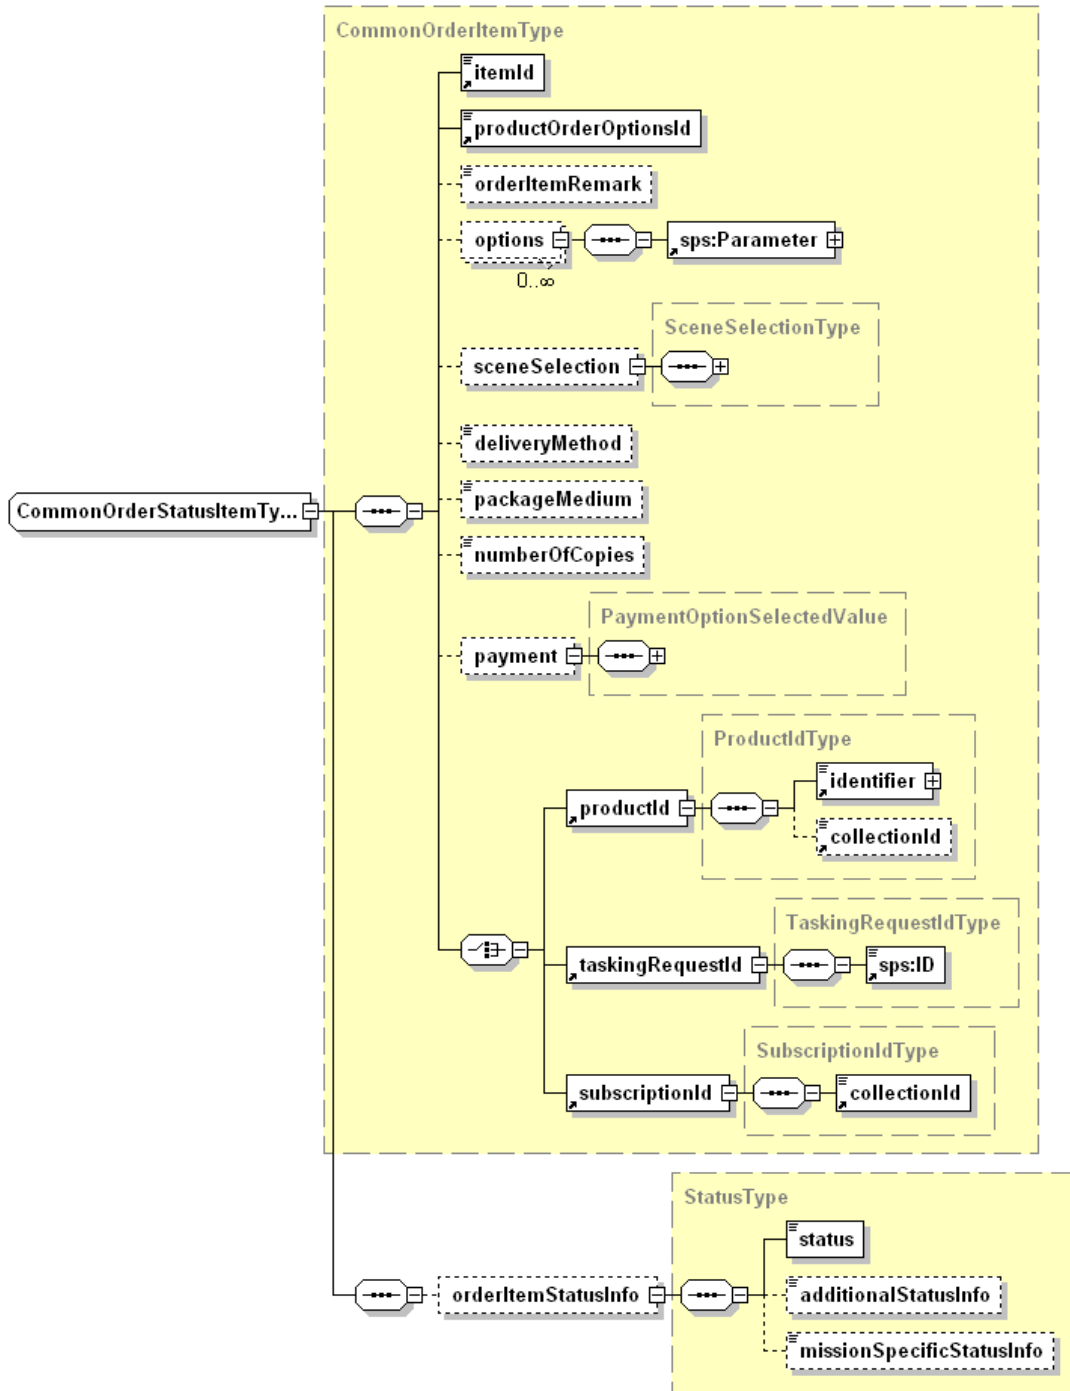 CommonOrderItemType
itemId
productOrderOptionsId
orderItemRemark
options
sps:Parameter
0..∞
SceneSelectionType
sceneSelection
deliveryMethod
packageMedium
CommonOrderStatusItemTy...
numberOfCopies
PaymentOptionSelectedValue
payment
ProductIdType
identifier
productId
collectionId
TaskingRequestIdType
taskingRequestId
sps:ID
SubscriptionIdType
subscriptionId
collectionId
StatusType
status
orderItemStatusInfo
additionalStatusInfo
missionSpecificStatusInfo